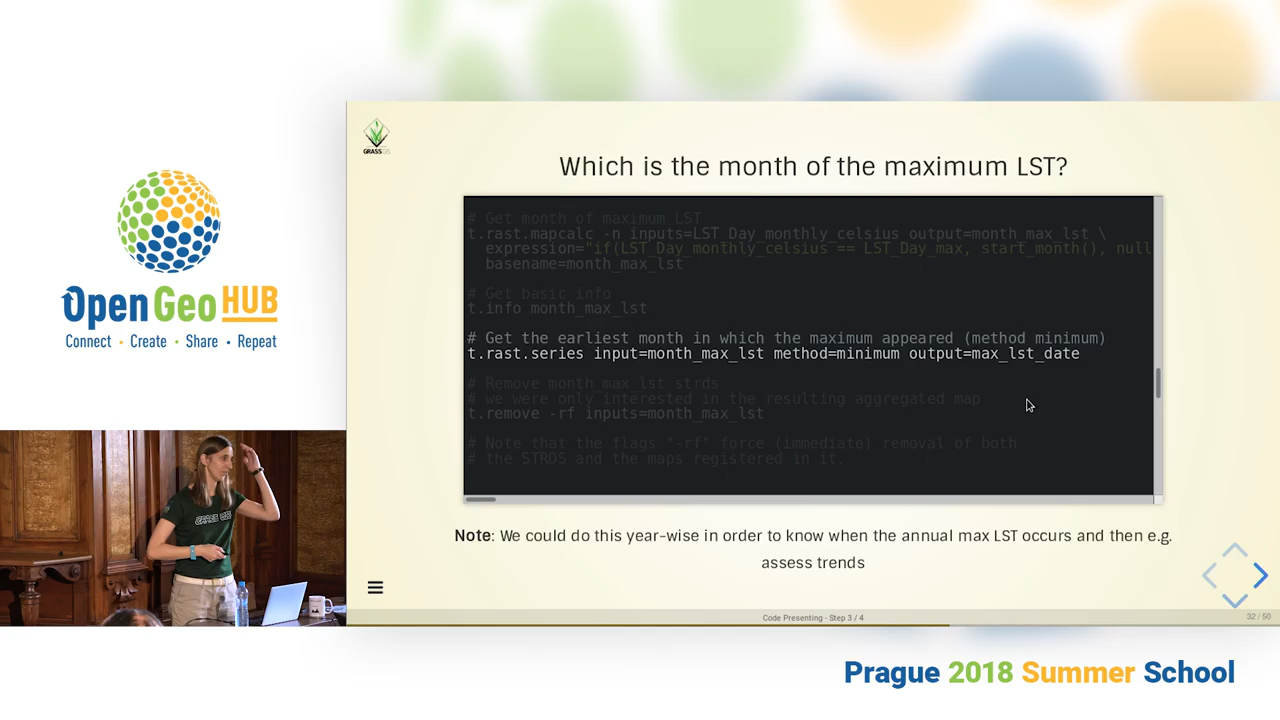 GRASS GIS
Which is the month of the maximum LST?
# Get month of maximum LST
t.rast.mapcalc -n inputs=LST_Day_monthly_celsius output=month_max_lst \
expression="if(LST_Day_monthly_celsius == LST_Day_max, start_month(), null
basename=month_max_lst
# Get basic info
t.info month_max_lst
# Get the earliest month in which the maximum appeared (method minimum)
t.rast.series input=month_max_lst method=minimum output=max_lst_date
# Remove month_max_lst strds
# we were only interested in the resulting aggregated map
t.remove -rf inputs=month_max_lst
# Note that the flags "-rf" force (immediate) removal of both
# the STRDS and the maps registered in it.
Note: We could do this year-wise in order to know when the annual max LST occurs and then e.g.
assess trends
Code Presenting - Step 3 / 4
32 / 50
Open Geo HUB
Connect • Create • Share • Repeat
GRASS GIS
Prague 2018 Summer School